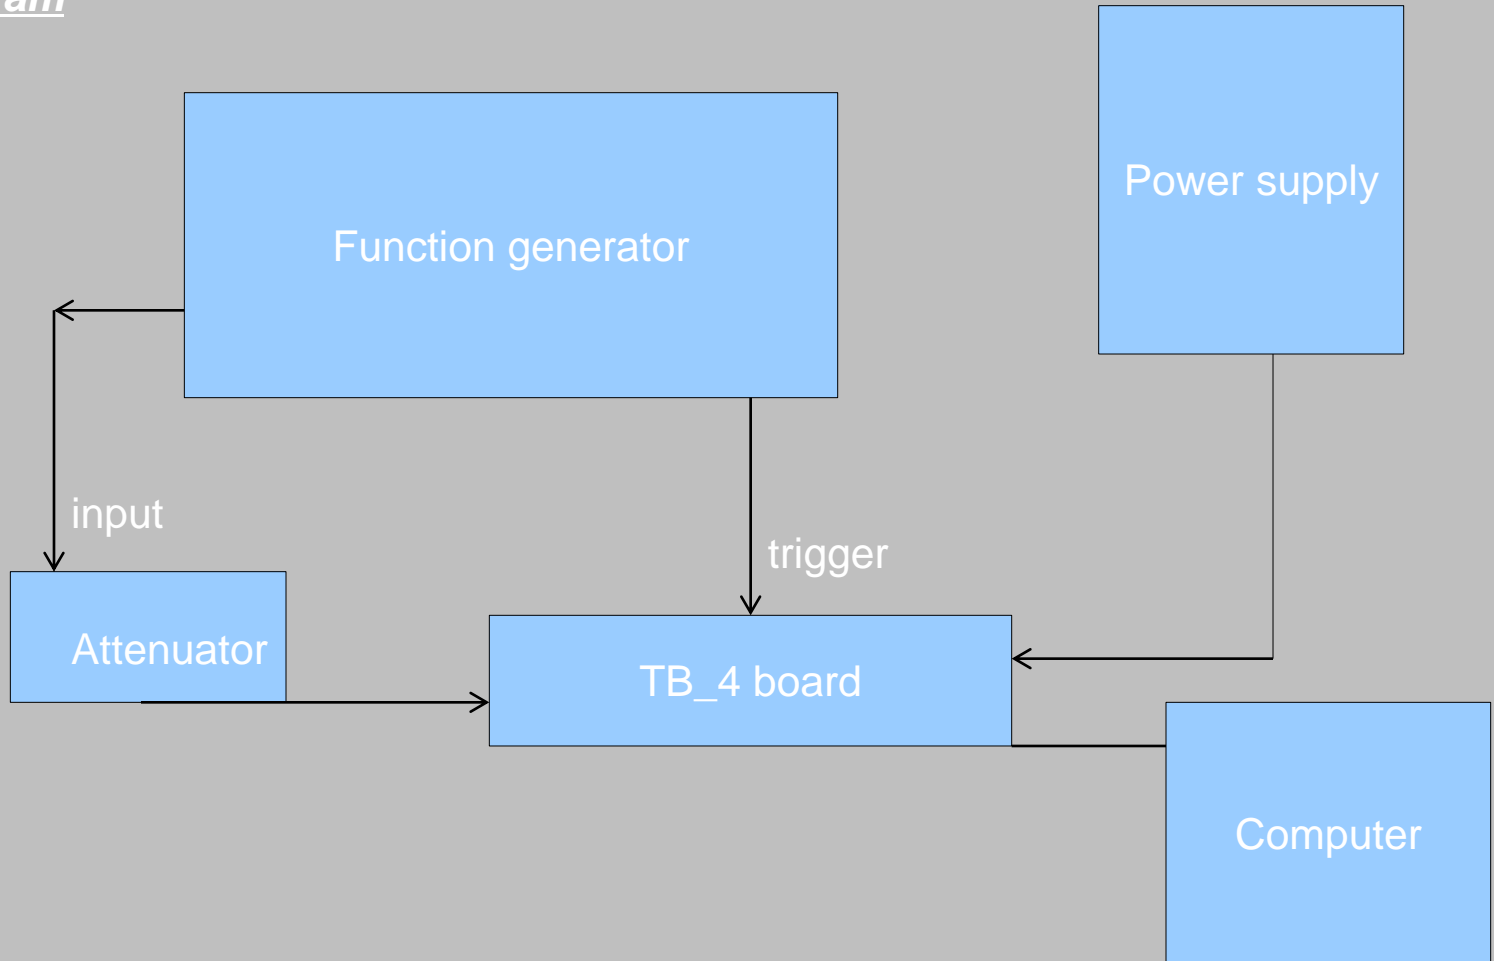 Function generator
Power supply
input
trigger
Attenuator
TB_4 board
Computer